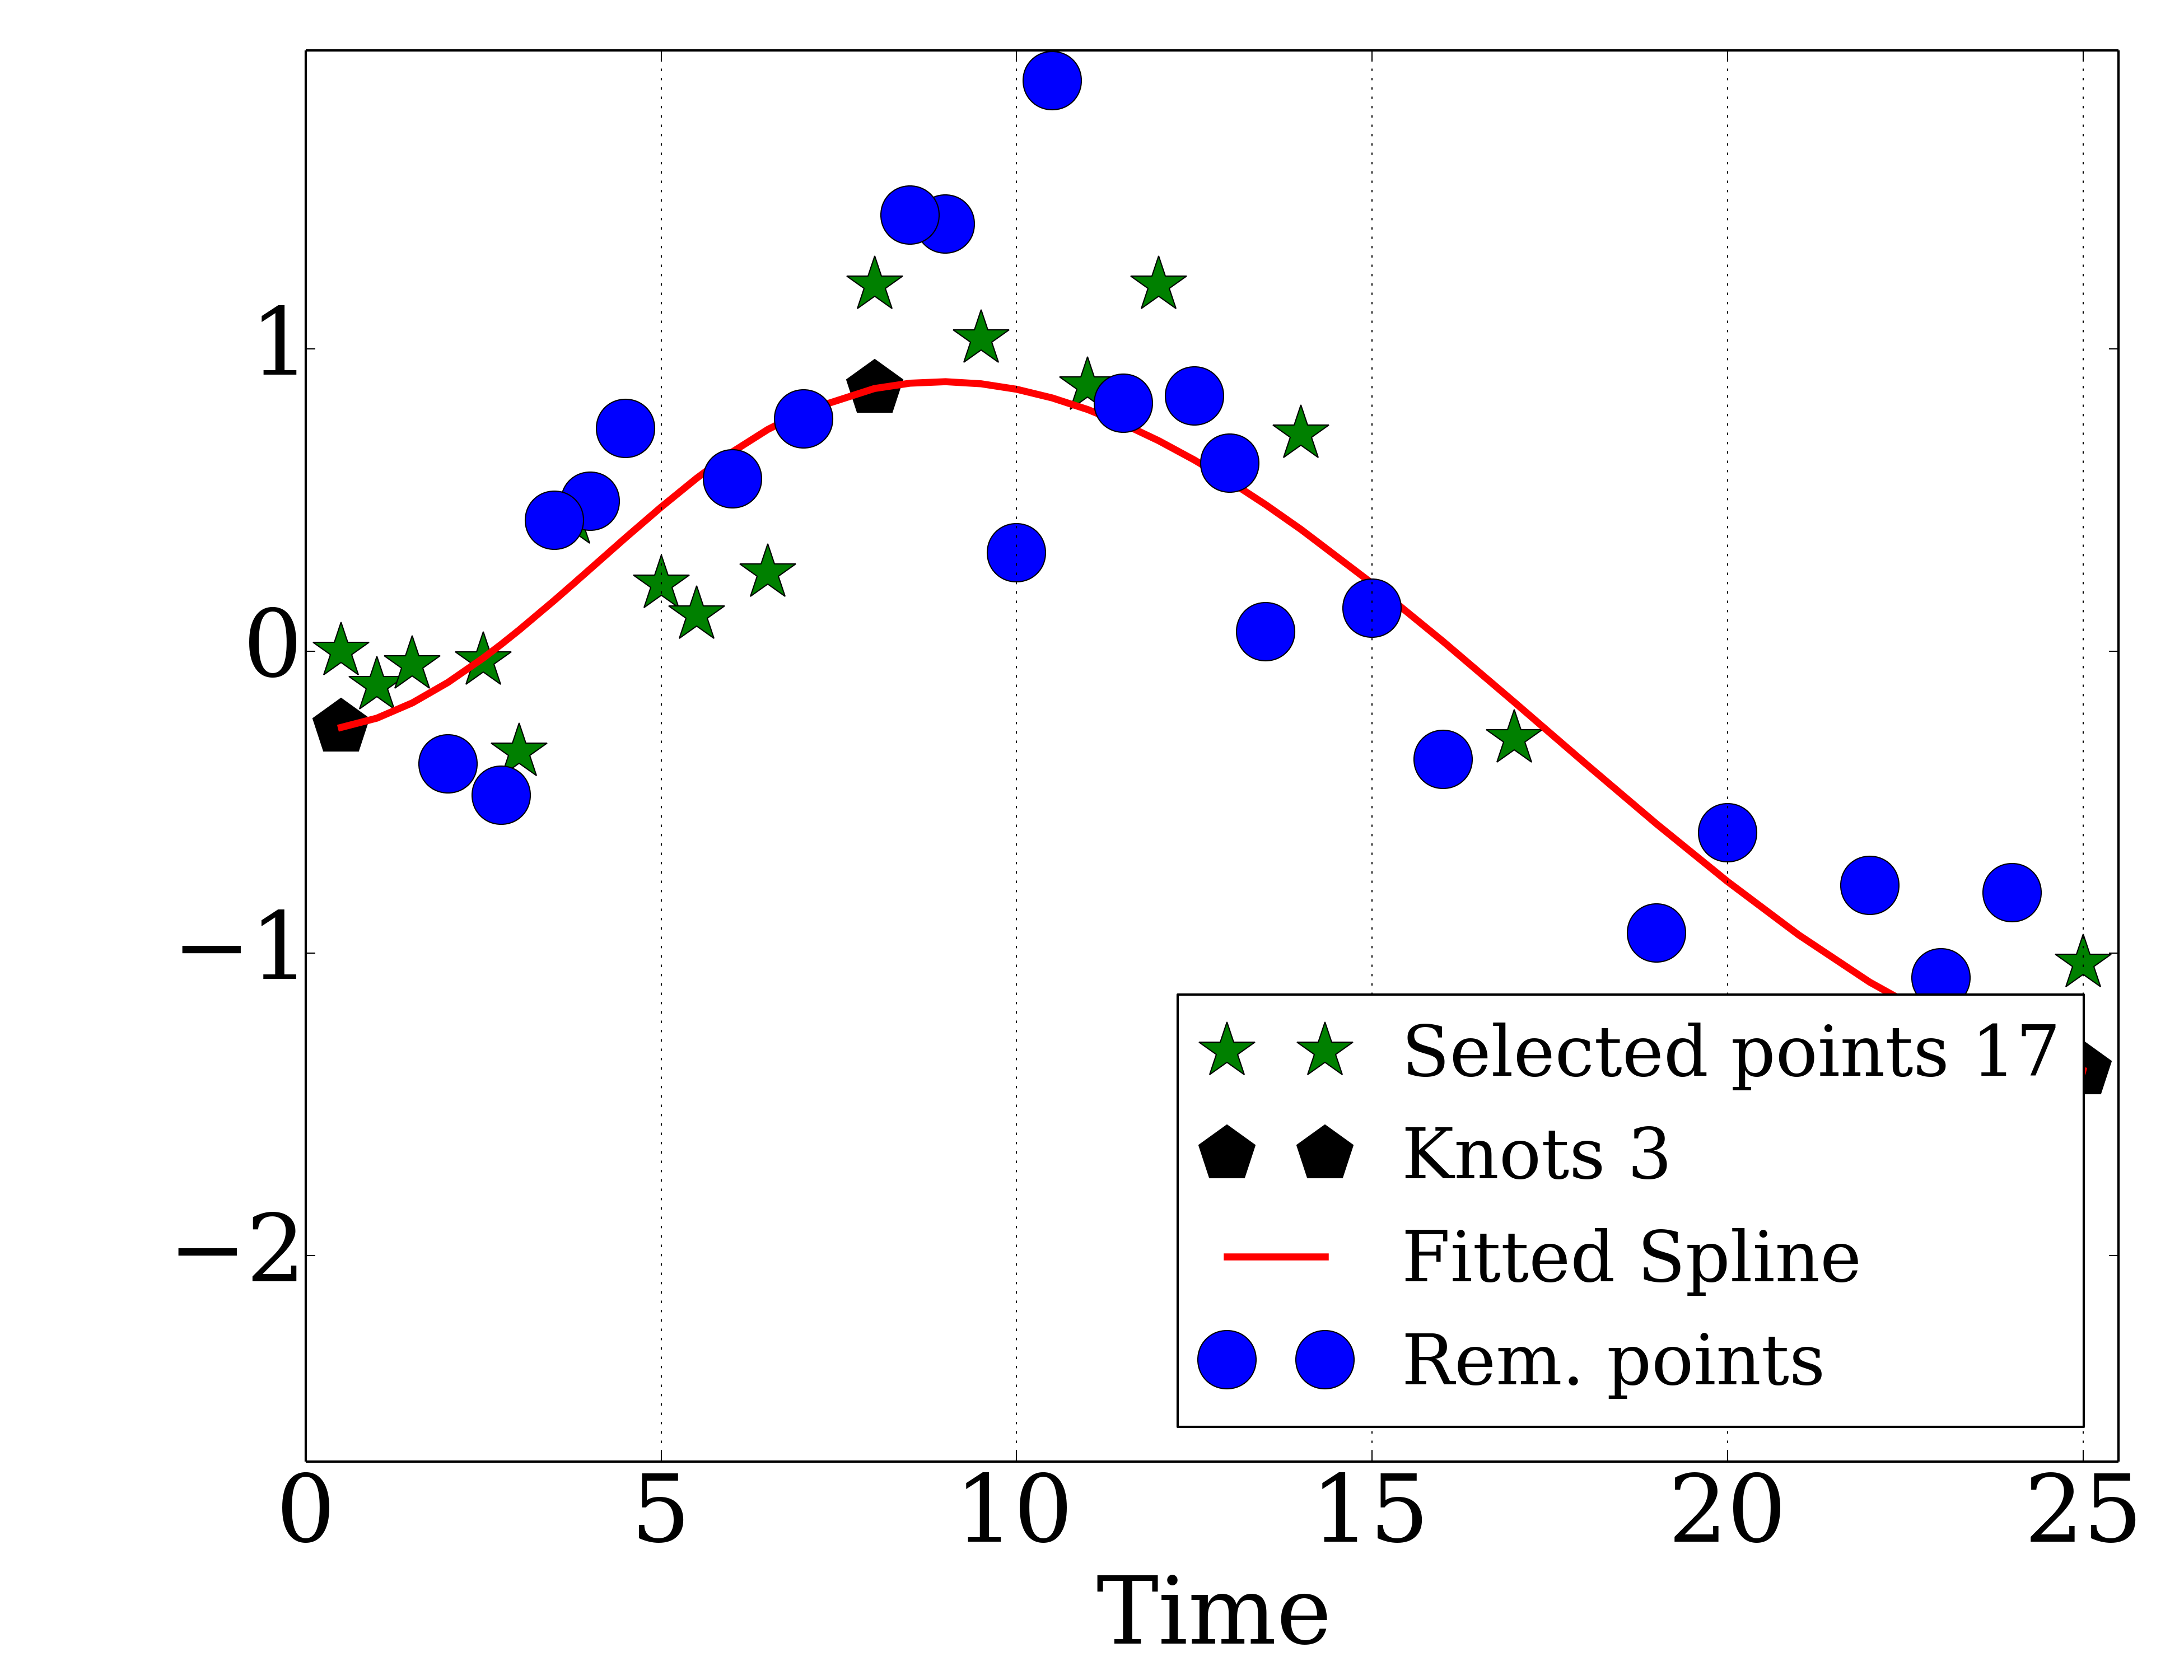 1
0
−1
−2
Selected points 17
Knots 3
Fitted Spline
Rem. points
0 5 10 15 20 25
Time